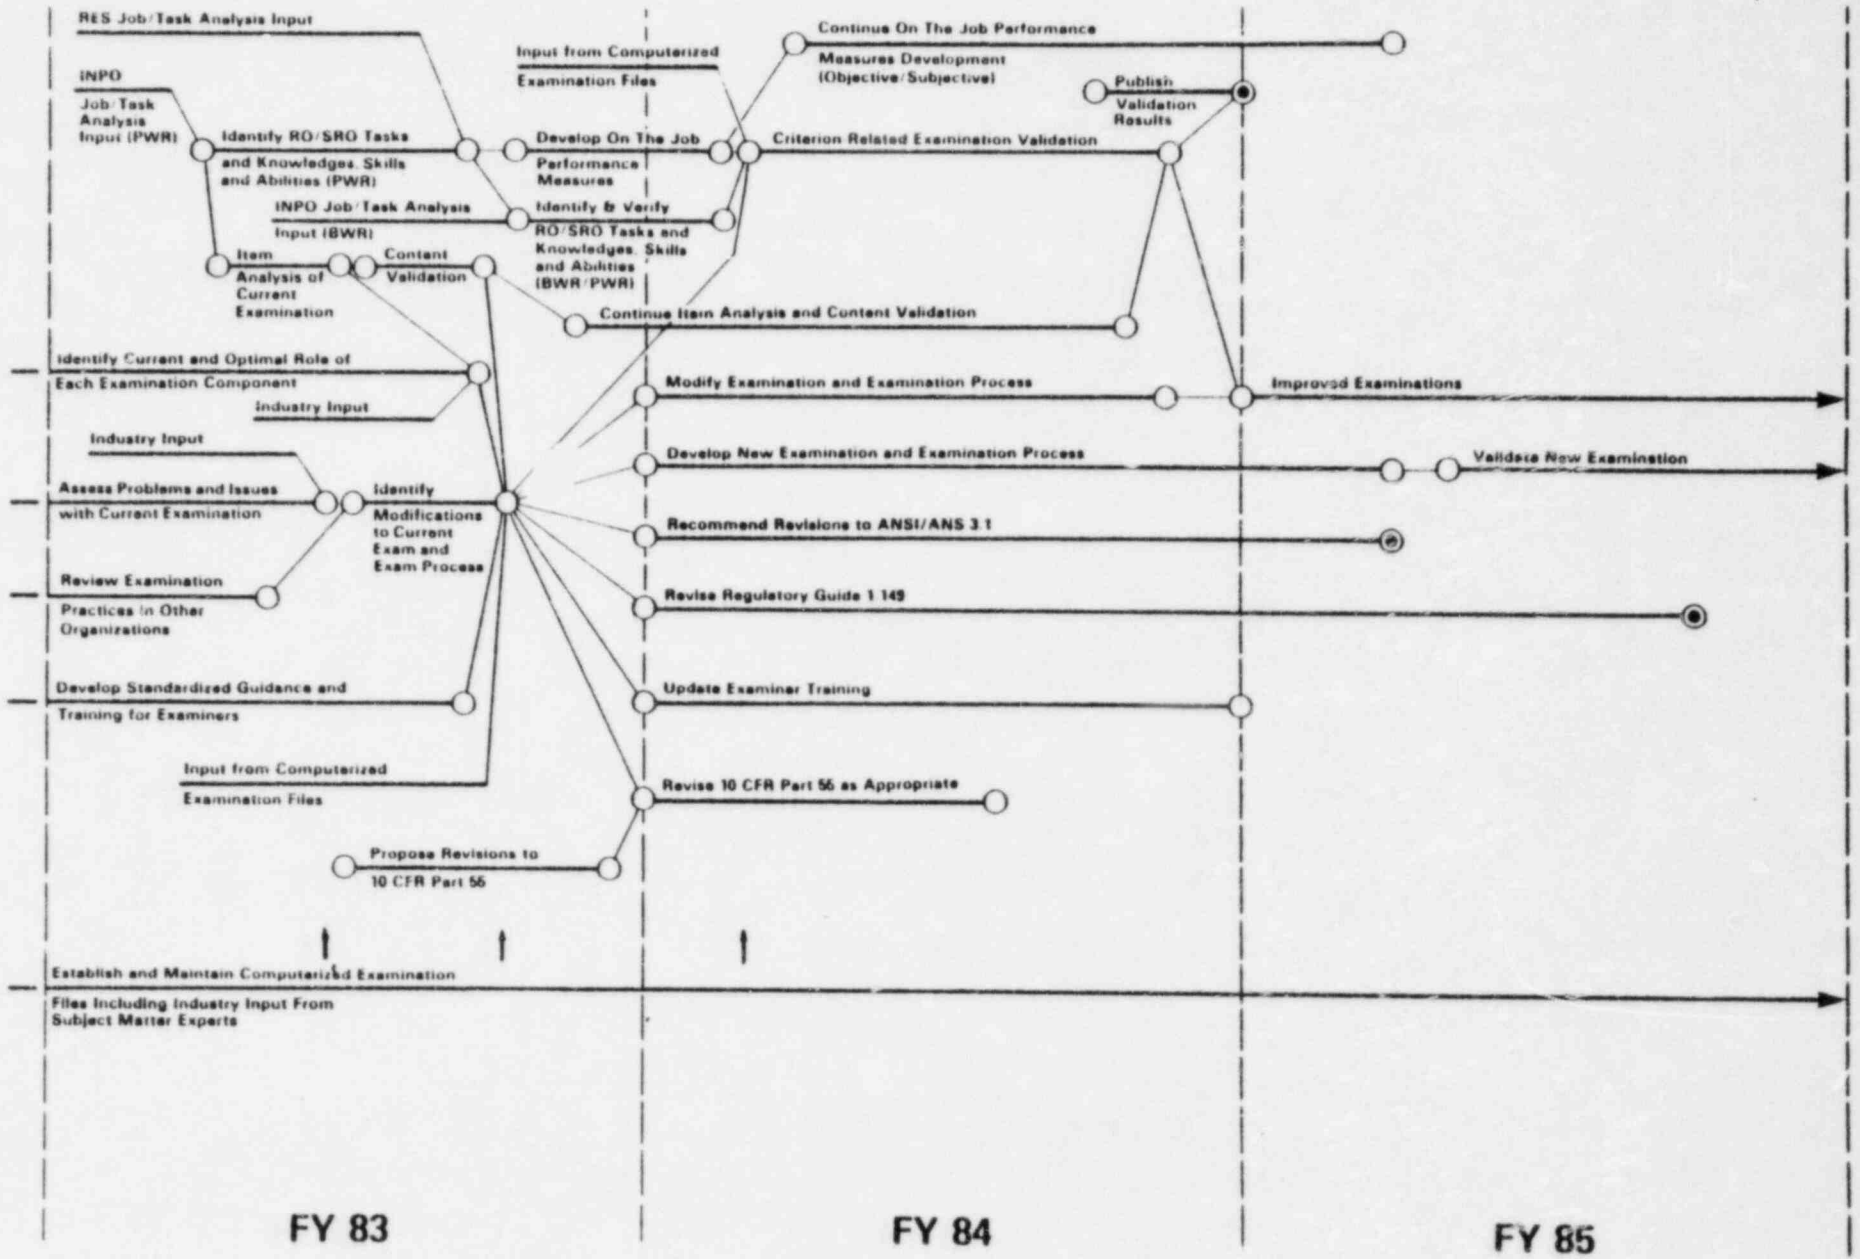 RES Job/Task Analysis Input
INPO
Job/Task
Analysis
Input (PWR)
Identify RO/SRO Tasks
and Knowledges, Skills
and Abilities (PWR)
Input from Computerized
Examination Files
Develop On The Job
Performance
Measures
Continue On The Job Performance
Measures Development
(Objective/Subjective)
Publish
Validation
Results
Criterion Related Examination Validation
INPO Job/Task Analysis
Input (BWR)
Identify & Verify
RO/SRO Tasks and
Knowledges, Skills
and Abilities
(BWR/PWR)
Item
Analysis of
Current
Examination
Content
Validation
Continue Item Analysis and Content Validation
Identify Current and Optimal Role of
Each Examination Component
Industry Input
Modify Examination and Examination Process
Improved Examinations
Industry Input
Develop New Examination and Examination Process
Validate New Examination
Assess Problems and Issues
with Current Examination
Identify
Modifications
to Current
Exam and
Exam Process
Recommend Revisions to ANSI/ANS 3.1
Review Examination
Practices in Other
Organizations
Revise Regulatory Guide 1.149
Develop Standardized Guidance and
Training for Examiners
Update Examiner Training
Input from Computerized
Examination Files
Revise 10 CFR Part 55 as Appropriate
Propose Revisions to
10 CFR Part 55
Establish and Maintain Computerized Examination
Files Including Industry Input From
Subject Matter Experts
FY 83
FY 84
FY 85